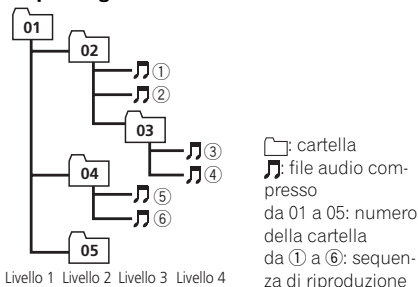 01
02
①
②
03
③
④
04
⑤
⑥
05
Livello 1 Livello 2 Livello 3 Livello 4
: cartella
: file audio com-
presso
da 01 a 05: numero
della cartella
da ① a ⑥: sequen-
za di riproduzione